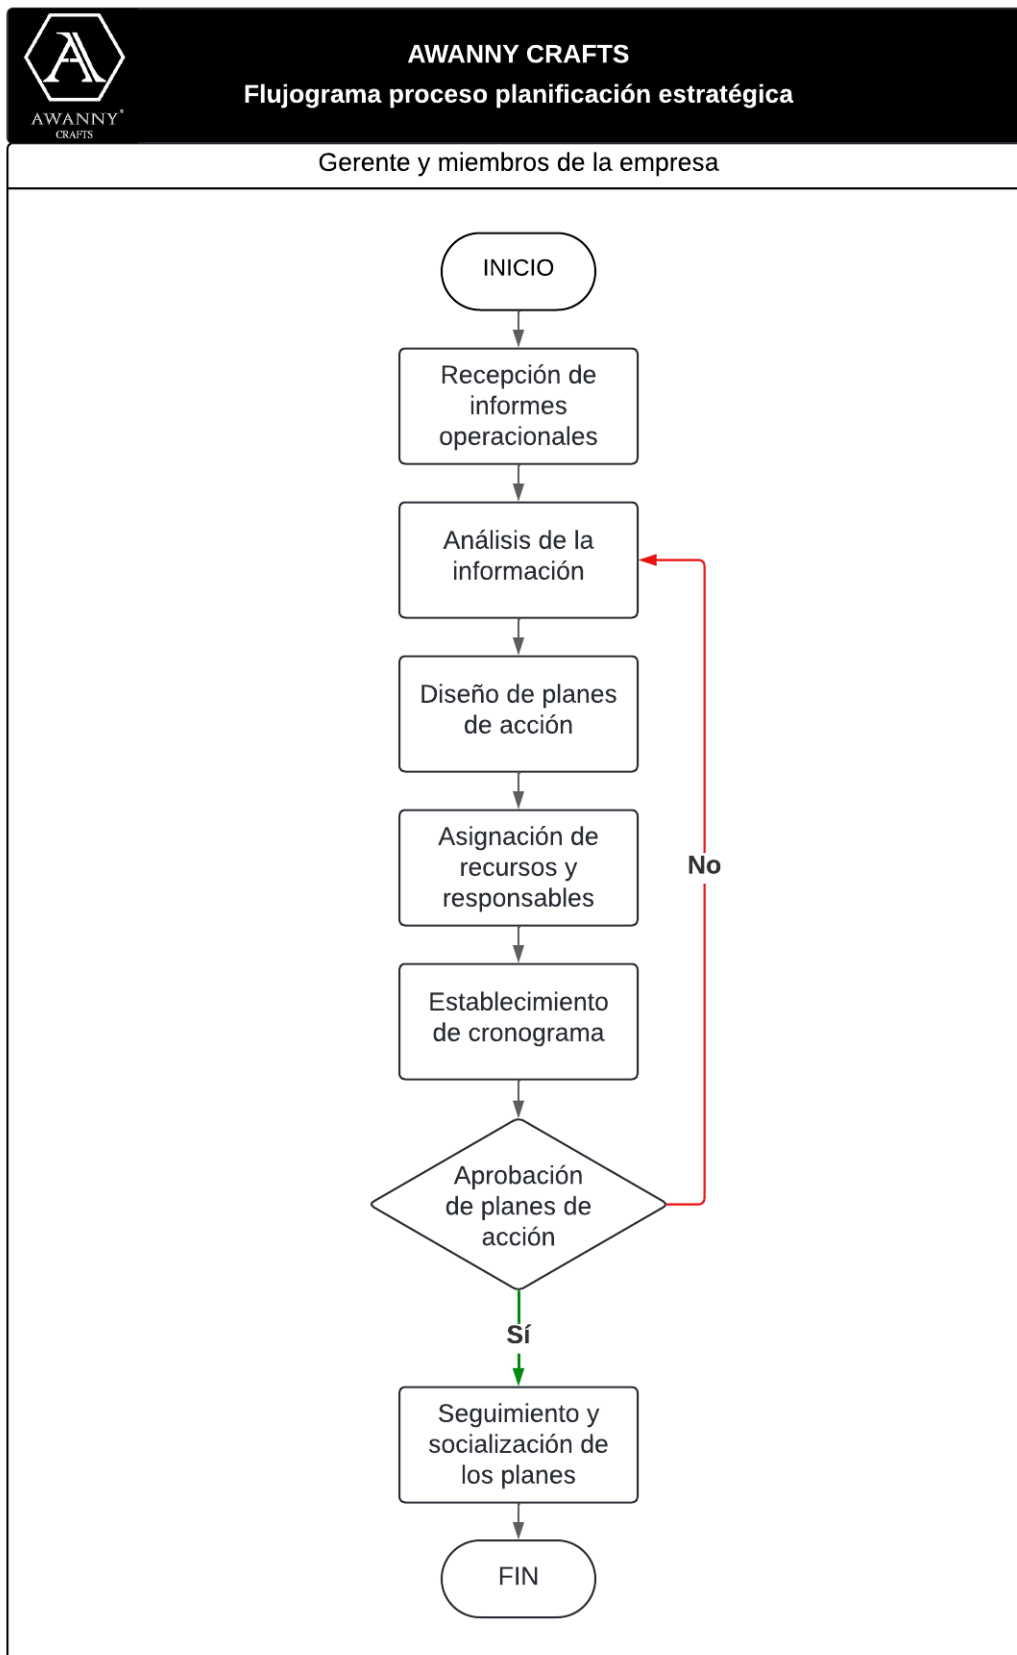 AWANNY®
CRAFTS
AWANNY CRAFTS
Flujograma proceso planificación estratégica
Gerente y miembros de la empresa
INICIO
Recepción de
informes
operacionales
Análisis de la
información
Diseño de planes
de acción
Asignación de
recursos y
responsables
No
Establecimiento
de cronograma
Aprobación
de planes de
acción
Sí
Seguimiento y
socialización de
los planes
FIN